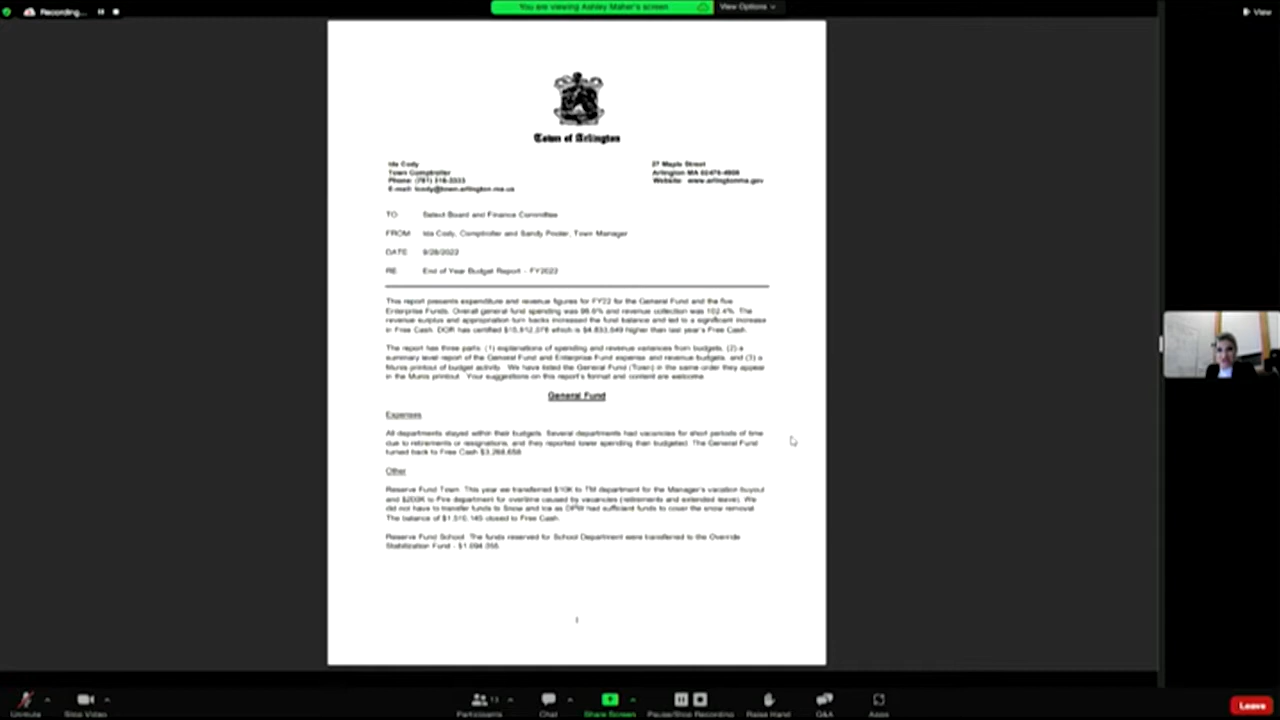 Recording...
You are viewing Ashley Maher's screen
View Options
View
Town of Arlington
Ida Cody
Town Comptroller
Phone: (781) 316-3333
E-mail: icody@town.arlington.ma.us
27 Maple Street
Arlington MA 02476-4908
Website: www.arlingtonma.gov
TO Select Board and Finance Committee
FROM Ida Cody, Comptroller and Sandy Pooler, Town Manager
DATE 9/28/2022
RE End of Year Budget Report - FY2022
This report presents expenditure and revenue figures for FY22 for the General Fund and the five
Enterprise Funds. Overall general fund spending was 98.6% and revenue collection was 102.4%. The
revenue surplus and appropriation turn backs increased the fund balance and led to a significant increase
in Free Cash. DOR has certified which is higher than last year's Free Cash.
The report has three parts: (1) explanations of spending and revenue variances from budgets, (2) a
summary level report of the General Fund and Enterprise Fund expense and revenue budgets, and (3) a
Munis printout of budget activity. We have listed the General Fund (Town) in the same order they appear
in the Munis printout. Your suggestions on this report's format and content are welcome.
General Fund
Expenses
All departments stayed within their budgets. Several departments had vacancies for short periods of time
due to retirements or resignations, and they reported lower spending than budgeted. The General Fund
turned back to Free Cash
Other
Reserve Fund Town. This year we transferred $10K to TM department for the Manager's vacation buyout
and $200K to Fire department for overtime caused by vacancies (retirements and extended leave). We
did not have to transfer funds to Snow and Ice as DPW had sufficient funds to cover the snow removal.
The balance of closed to Free Cash.
Reserve Fund School. The funds reserved for School Department were transferred to the Override
Stabilization Fund -
1
Unmute
Stop Video
Participants
13
Chat
Share Screen
Pause/Stop Recording
Raise Hand
Q&A
Apps
Leave